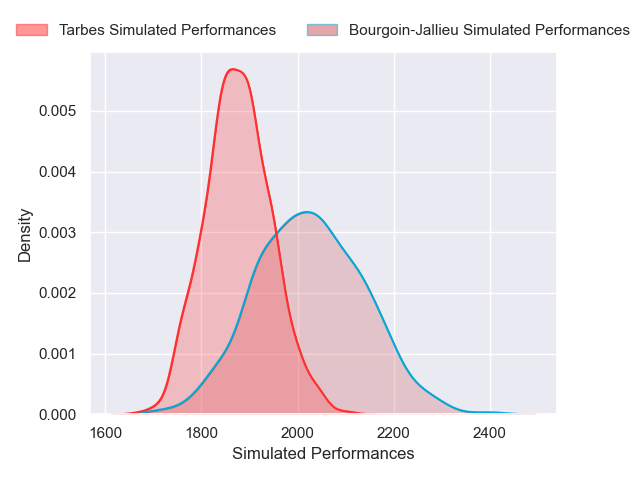 Tarbes Simulated Performances
Bourgoin-Jallieu Simulated Performances
0.005
0.004
0.003
0.002
0.001
0.000
Density
1600
1800
2000
2200
2400
Simulated Performances